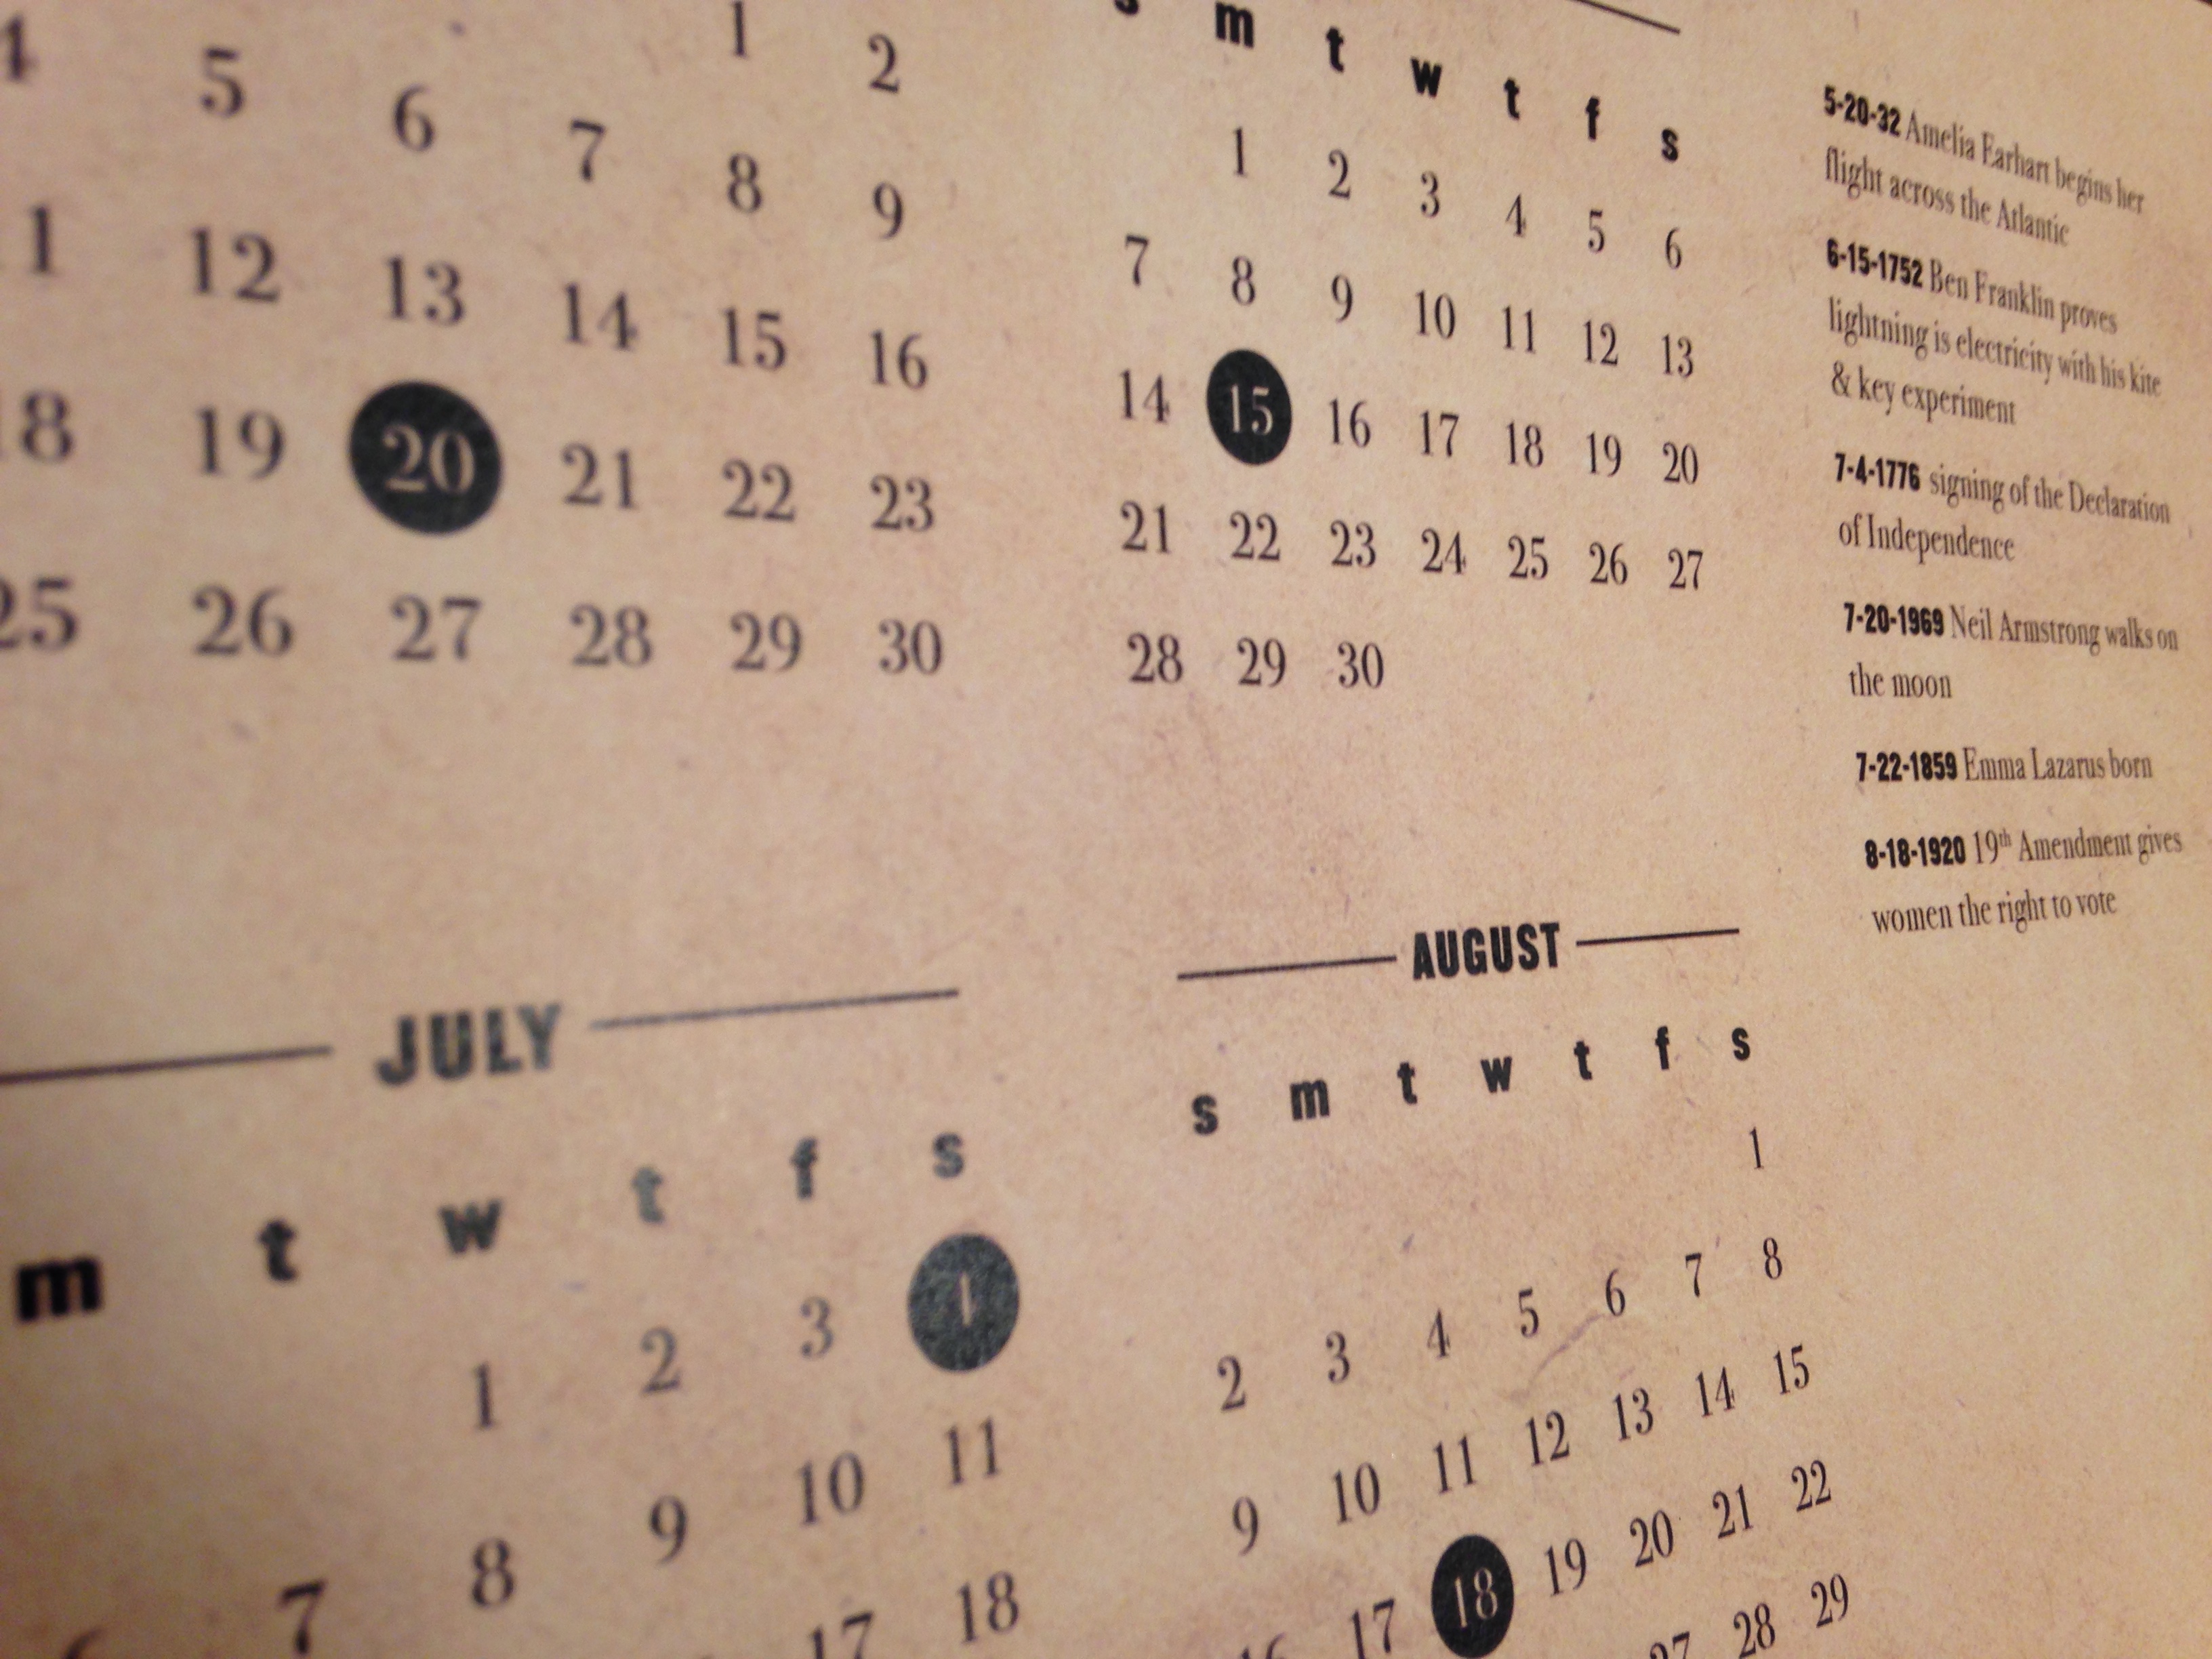 1 2
4 5 6 7 8 9
12 13 14 15 16
18 19 20 21 22 23
25 26 27 28 29 30
m t w t f s
1 2 3 4 5 6
7 8 9 10 11 12 13
14 15 16 17 18 19 20
21 22 23 24 25 26 27
28 29 30
5-20-32 Amelia Earhart begins her
flight across the Atlantic
6-15-1752 Ben Franklin proves
lightning is electricity with his kite
& key experiment
7-4-1776 signing of the Declaration
of Independence
7-20-1969 Neil Armstrong walks on
the moon
7-22-1859 Emma Lazarus born
8-18-1920 19th Amendment gives
women the right to vote
JULY
m t w t f s
1 2 3 4
7 8 9 10 11
17 18
AUGUST
s m t w t f s
1
2 3 4 5 6 7 8
9 10 11 12 13 14 15
16 17 18 19 20 21 22
27 28 29